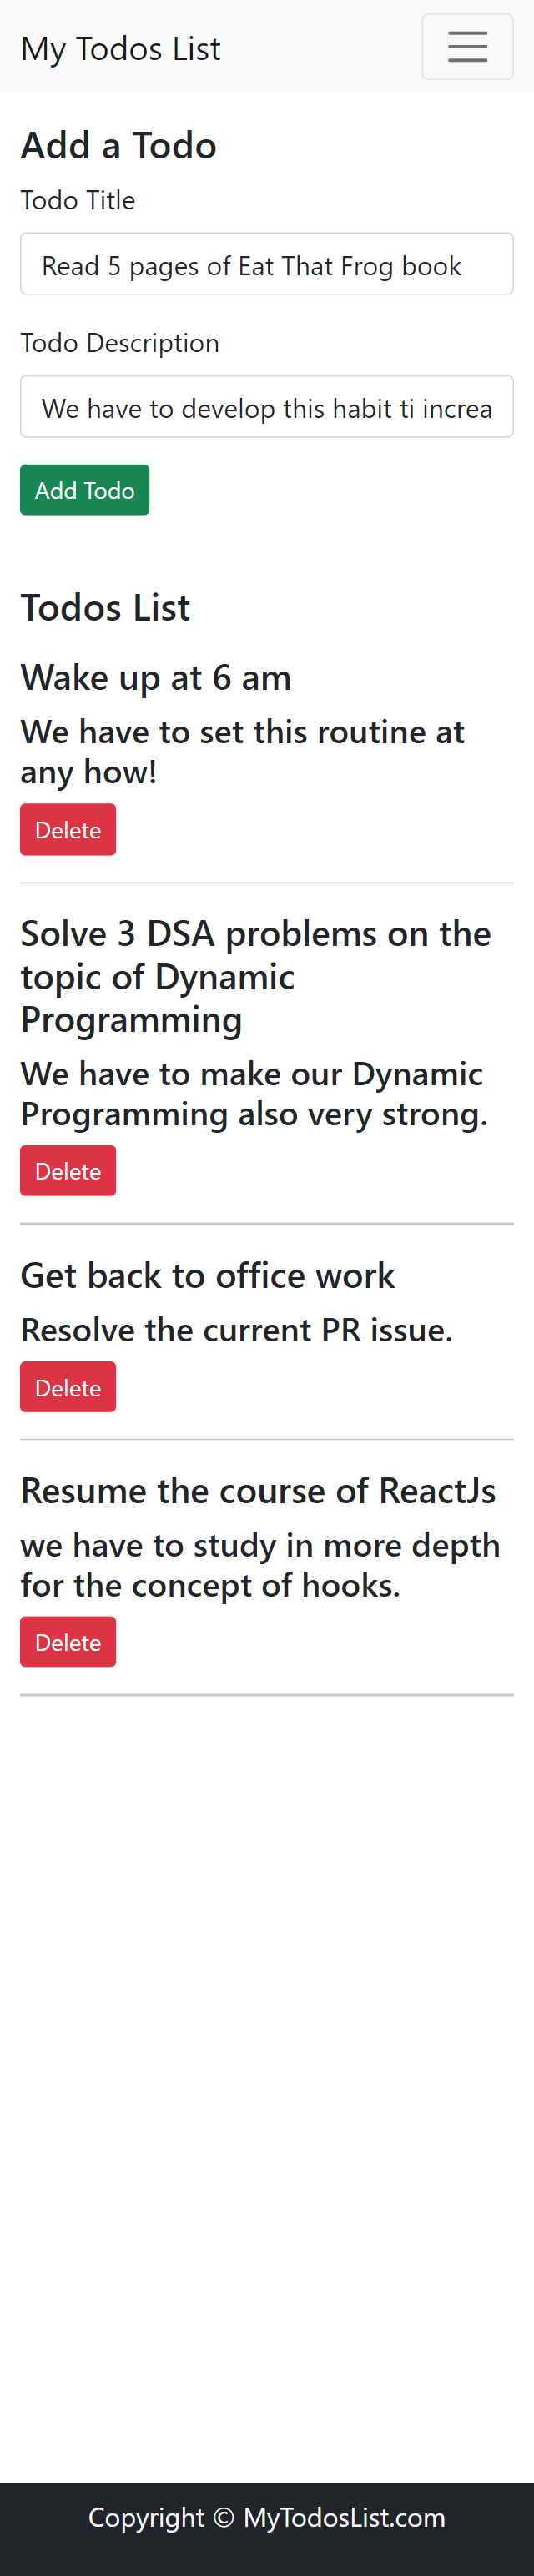 My Todos List
Add a Todo
Todo Title
Read 5 pages of Eat That Frog book
Todo Description
We have to develop this habit ti increa
Add Todo
Todos List
Wake up at 6 am
We have to set this routine at
any how!
Delete
Solve 3 DSA problems on the
topic of Dynamic
Programming
We have to make our Dynamic
Programming also very strong.
Delete
Get back to office work
Resolve the current PR issue.
Delete
Resume the course of ReactJs
we have to study in more depth
for the concept of hooks.
Delete
Copyright © MyTodosList.com